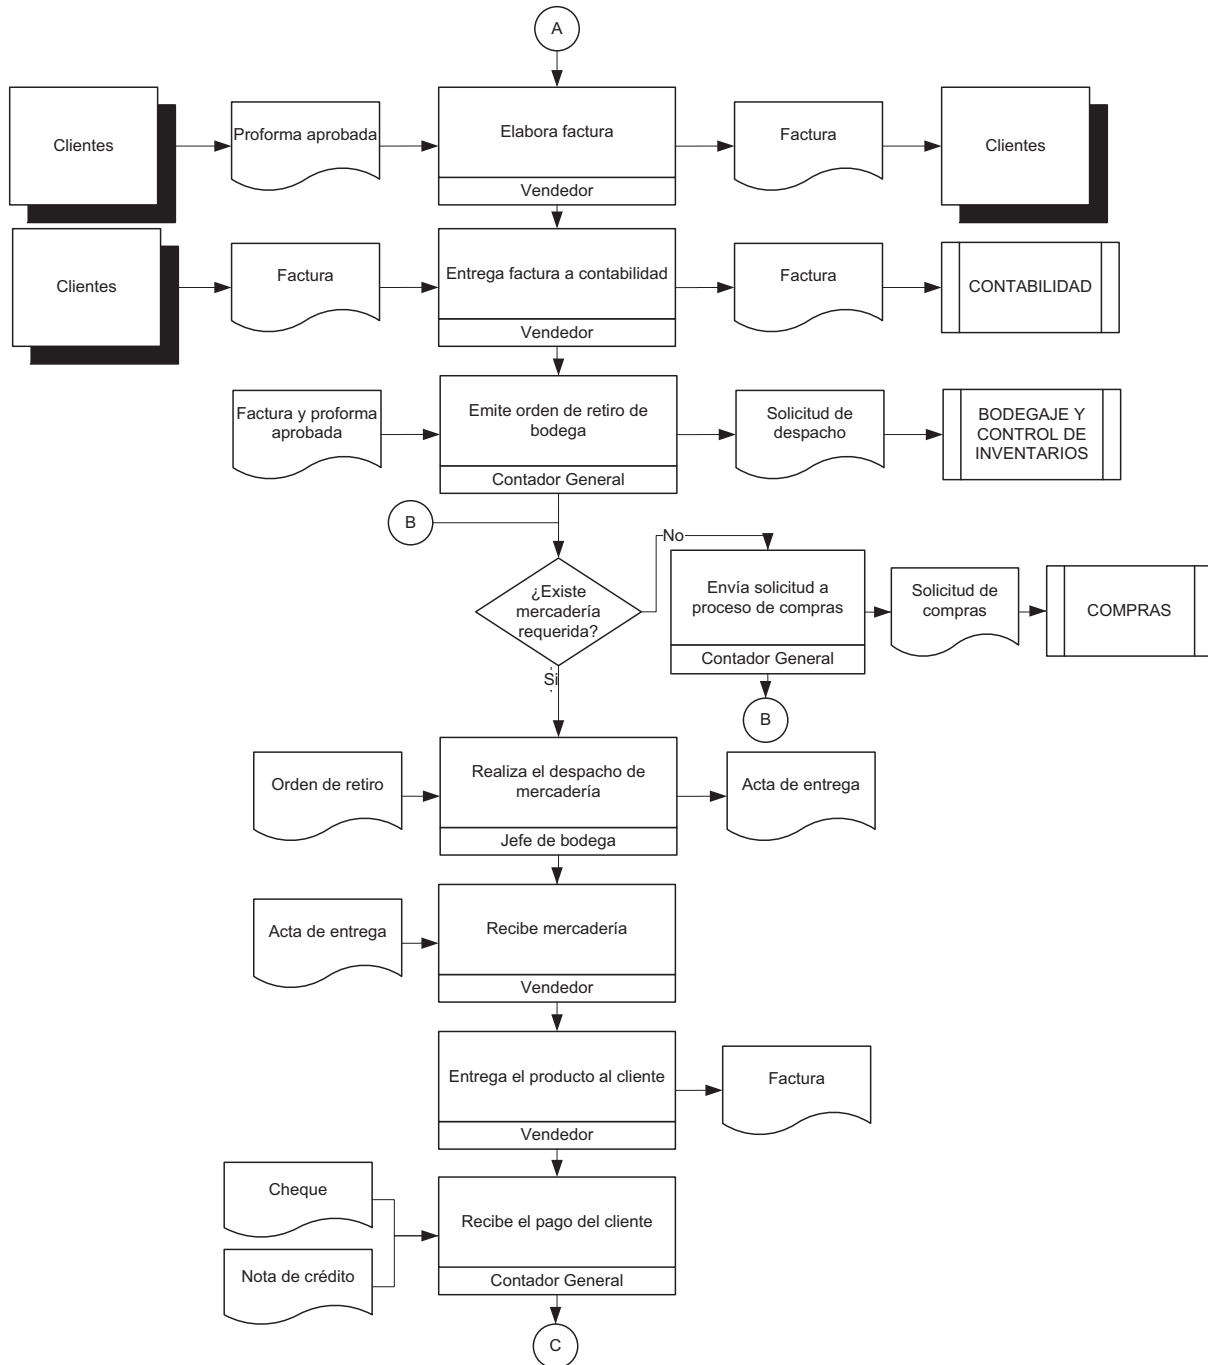 A
Clientes
Proforma aprobada
Elabora factura
Vendedor
Factura
Clientes
Clientes
Factura
Entrega factura a contabilidad
Vendedor
Factura
CONTABILIDAD
Factura y proforma
aprobada
Emite orden de retiro de
bodega
Contador General
Solicitud de
despacho
BODEGAJE Y
CONTROL DE
INVENTARIOS
B
¿Existe
mercadería
requerida?
No
Envía solicitud a
proceso de compras
Contador General
Solicitud de
compras
COMPRAS
B
Si
Orden de retiro
Realiza el despacho de
mercadería
Jefe de bodega
Acta de entrega
Acta de entrega
Recibe mercadería
Vendedor
Entrega el producto al cliente
Vendedor
Factura
Cheque
Nota de crédito
Recibe el pago del cliente
Contador General
C